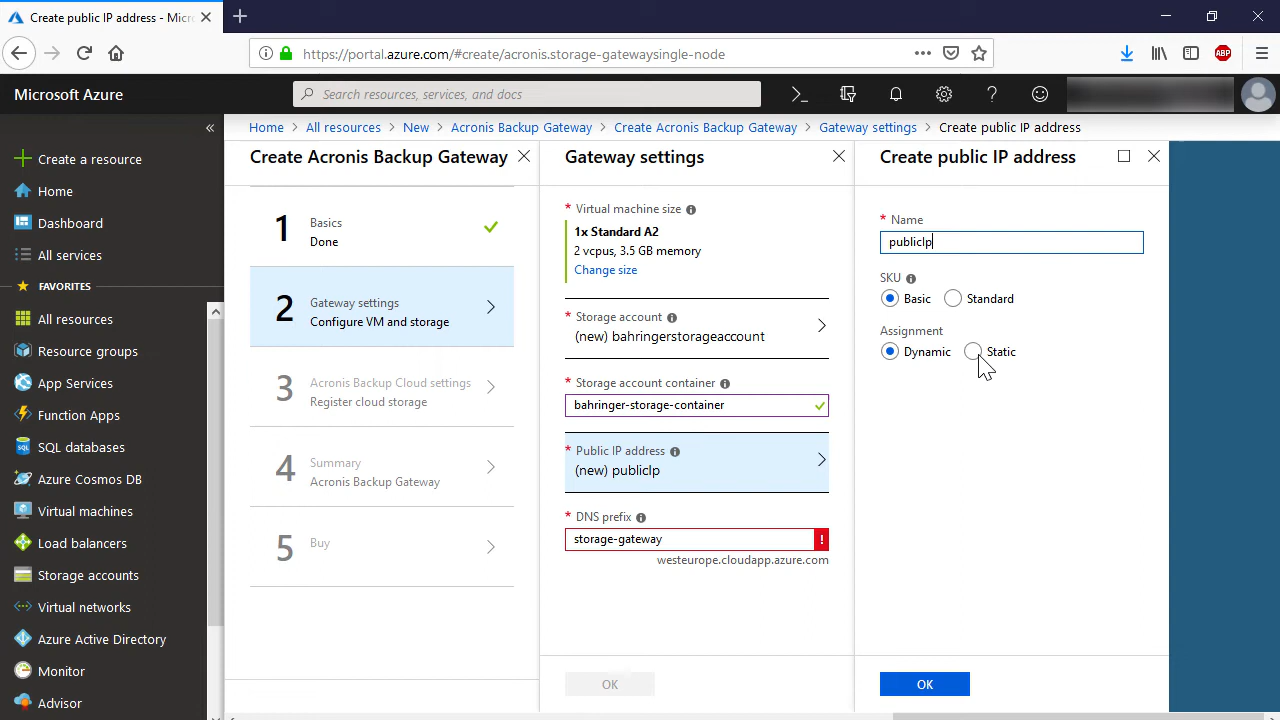 Create public IP address - Micr
https://portal.azure.com/#create/acronis.storage-gatewaysingle-node
ABP
Microsoft Azure
Search resources, services, and docs
Home
All resources
New
Acronis Backup Gateway
Create Acronis Backup Gateway
Gateway settings
Create public IP address
Create a resource
Home
Dashboard
All services
FAVORITES
All resources
Resource groups
App Services
Function Apps
SQL databases
Azure Cosmos DB
Virtual machines
Load balancers
Storage accounts
Virtual networks
Azure Active Directory
Monitor
Advisor
Create Acronis Backup Gateway
1
Basics
Done
2
Gateway settings
Configure VM and storage
3
Acronis Backup Cloud settings
Register cloud storage
4
Summary
Acronis Backup Gateway
5
Buy
Gateway settings
* Virtual machine size
1x Standard A2
2 vcpus, 3.5 GB memory
Change size
* Storage account
(new) bahringerstorageaccount
* Storage account container
bahringer-storage-container
* Public IP address
(new) publicIp
* DNS prefix
storage-gateway
westeurope.cloudapp.azure.com
OK
Create public IP address
* Name
publicIp
SKU
Basic Standard
Assignment
Dynamic Static
OK